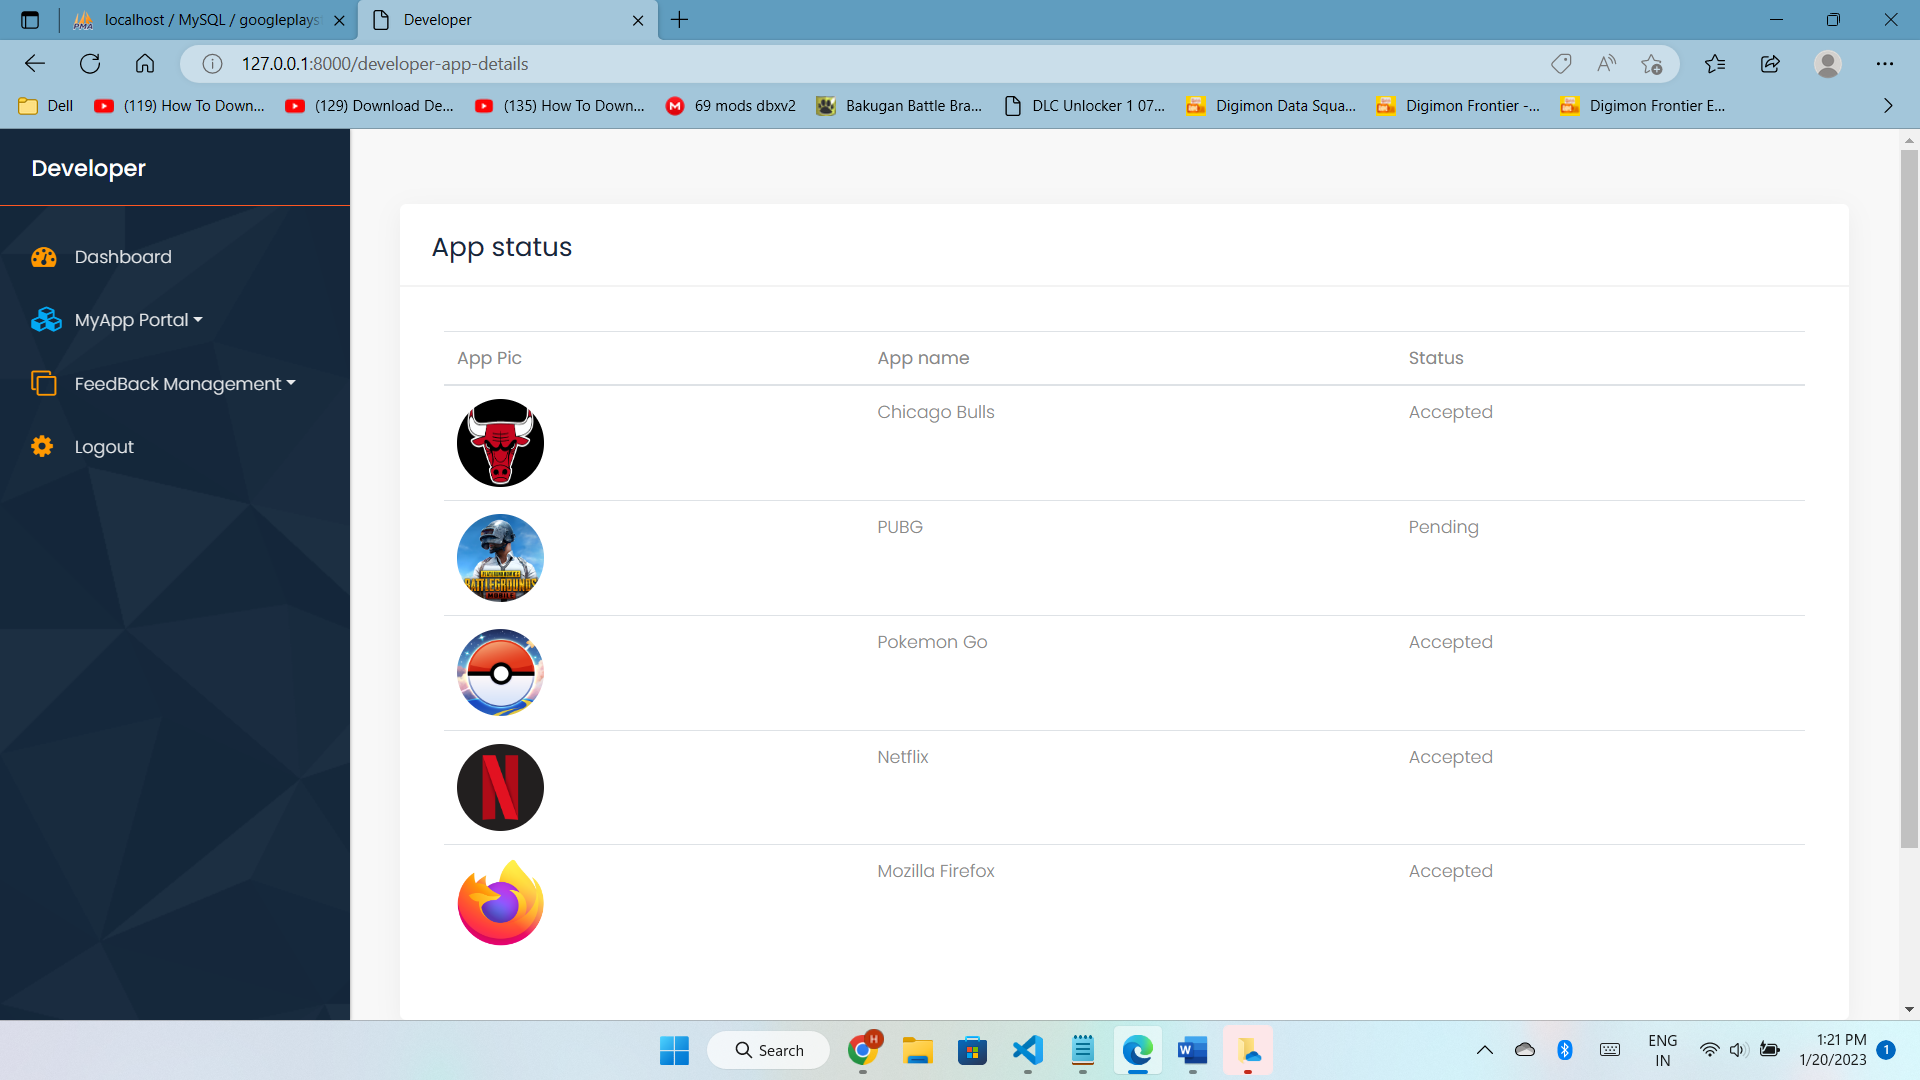 localhost / MySQL / googleplays
Developer
127.0.0.1:8000/developer-app-details
Dell
(119) How To Down...
(129) Download De...
(135) How To Down...
69 mods dbxv2
Bakugan Battle Bra...
DLC Unlocker 1 07...
Digimon Data Squa...
Digimon Frontier -...
Digimon Frontier E...
Developer
Dashboard
MyApp Portal
FeedBack Management
Logout
App status
App Pic
App name
Status
Chicago Bulls
Accepted
PUBG
Pending
BATTLEGROUNDS
MOBILE
Pokemon Go
Accepted
Netflix
Accepted
Mozilla Firefox
Accepted
Search
H
ENG
IN
1:21 PM
1/20/2023
1